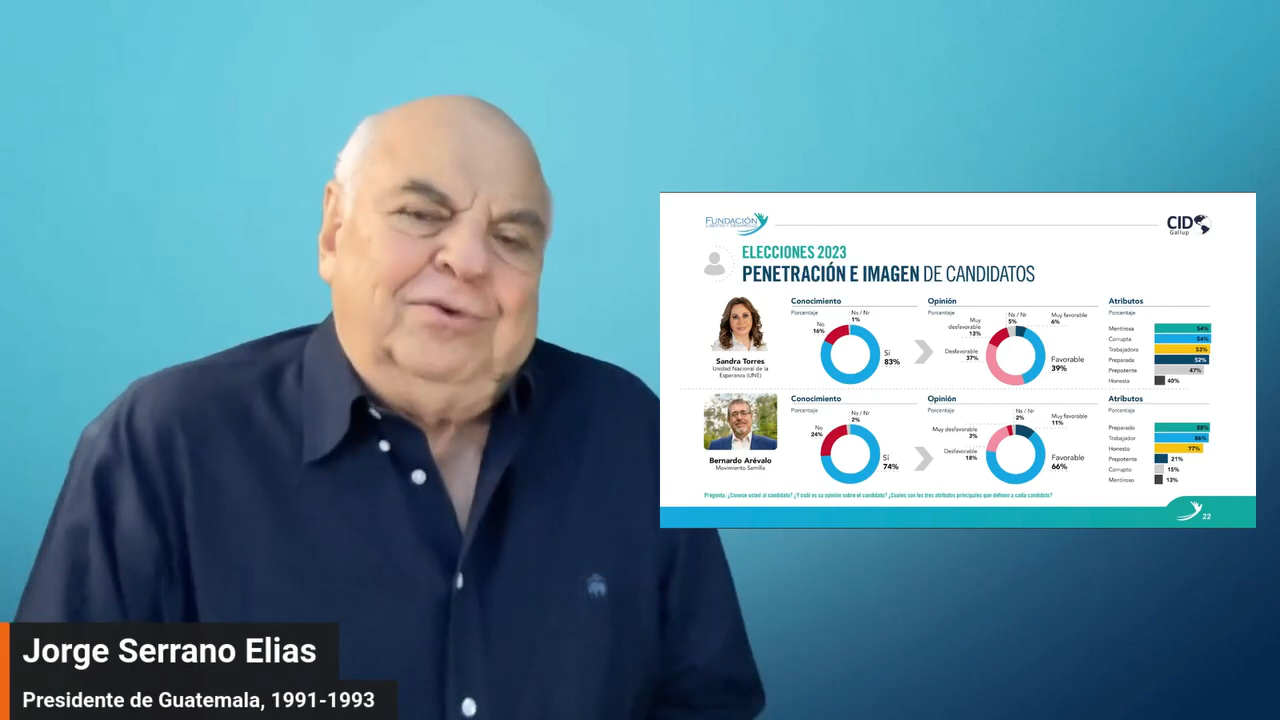 FUNDACIÓN
LIBERTAD Y DESARROLLO
CID
Gallup
ELECCIONES 2023
PENETRACIÓN E IMAGEN DE CANDIDATOS
Sandra Torres
Unidad Nacional de la
Esperanza (UNE)
Conocimiento
Porcentaje
Ns / Nr
1%
No
16%
Sí
83%
Opinión
Porcentaje
Muy
desfavorable
13%
Ns / Nr
5%
Muy favorable
6%
Desfavorable
37%
Favorable
39%
Atributos
Porcentaje
Mentirosa 54%
Corrupta 54%
Trabajadora 53%
Preparada 52%
Prepotente 47%
Honesta 40%
Bernardo Arévalo
Movimiento Semilla
Conocimiento
Porcentaje
Ns / Nr
2%
No
24%
Sí
74%
Opinión
Porcentaje
Ns / Nr
2%
Muy favorable
11%
Muy desfavorable
3%
Desfavorable
18%
Favorable
66%
Atributos
Porcentaje
Preparado 88%
Trabajador 86%
Honesto 77%
Prepotente 21%
Corrupto 15%
Mentiroso 13%
Pregunta: ¿Conoce usted al candidato? ¿Y cuál es su opinión sobre el candidato? ¿Cuáles son los tres atributos principales que definen a cada candidato?
22
Jorge Serrano Elias
Presidente de Guatemala, 1991-1993